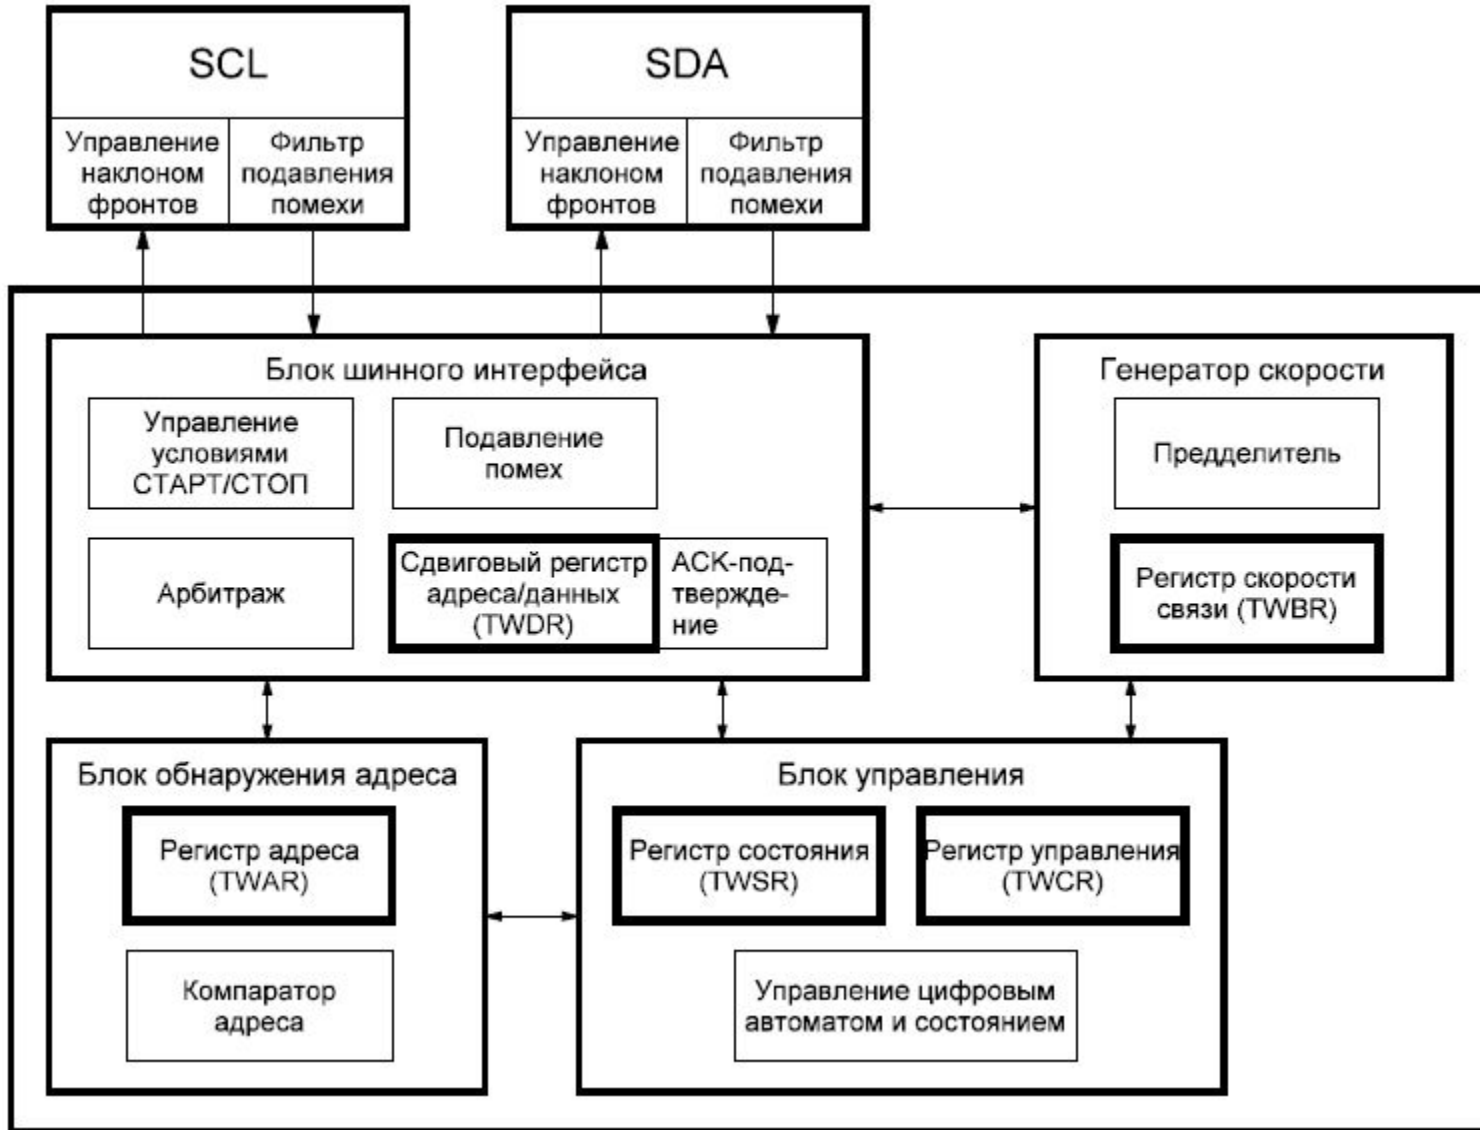 SCL
Управление
наклоном
фронтов
Фильтр
подавления
помехи
SDA
Управление
наклоном
фронтов
Фильтр
подавления
помехи
Блок шинного интерфейса
Управление
условиями
СТАРТ/СТОП
Подавление
помех
Арбитраж
Сдвиговый регистр
адреса/данных
(TWDR)
АСК-под-
твержде-
ние
Генератор скорости
Предделитель
Регистр скорости
связи (TWBR)
Блок обнаружения адреса
Регистр адреса
(TWAR)
Компаратор
адреса
Блок управления
Регистр состояния
(TWSR)
Регистр управления
(TWCR)
Управление цифровым
автоматом и состоянием